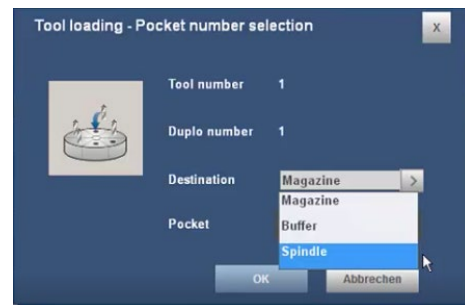 Tool loading - Pocket number selection
x
Tool number 1
Duplo number 1
Destination Magazine >
Magazine
Pocket Buffer
Spindle
OK Abbrechen